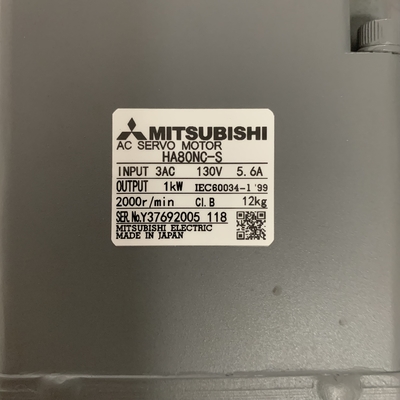 MITSUBISHI
AC SERVO MOTOR
HA80NC-S
INPUT 3AC 130V 5.6A
OUTPUT 1kW IEC60034-1 '99
2000r/min Cl.B 12kg
SER.No.Y37692005 118
MITSUBISHI ELECTRIC
MADE IN JAPAN